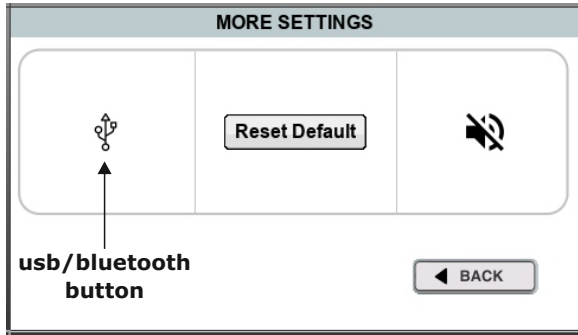 MORE SETTINGS
Reset Default
usb/bluetooth
button
BACK